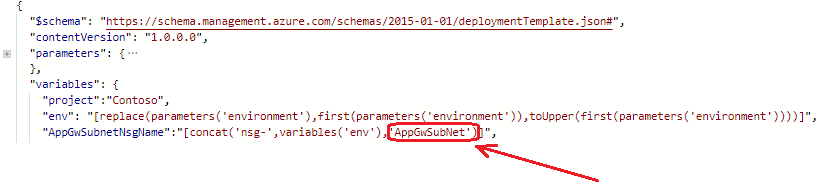 {
"$schema": "https://schema.management.azure.com/schemas/2015-01-01/deploymentTemplate.json#",
"contentVersion": "1.0.0.0",
"parameters": {...
},
"variables": {
"project":"Contoso",
"env": "[replace(parameters('environment'),first(parameters('environment')),toUpper(first(parameters('environment'))))]",
"AppGwSubnetNsgName":"[concat('nsg-',variables('env'),'AppGwSubNet')]",